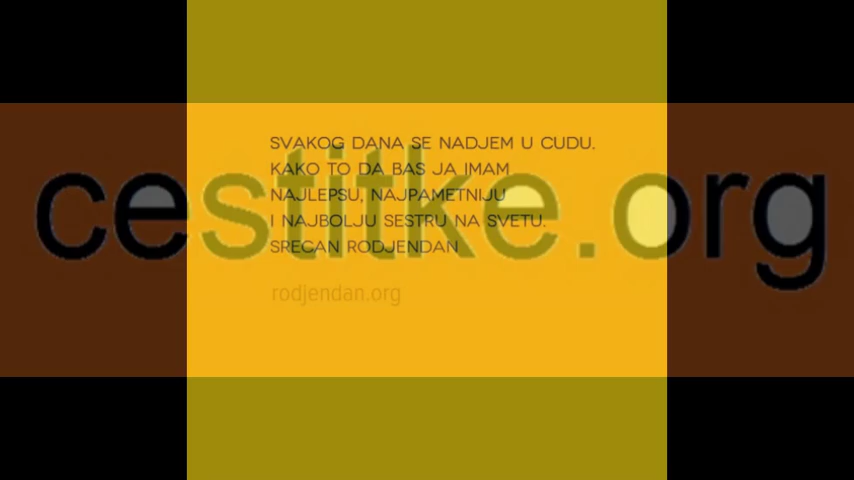 SVAKOG DANA SE NADJEM U CUDU.
KAKO TO DA BAS JA IMAM
NAJLEPSU, NAJPAMETNIJU
I NAJBOLJU SESTRU NA SVETU.
SRECAN RODJENDAN
cestitke.org
rodjendan.org